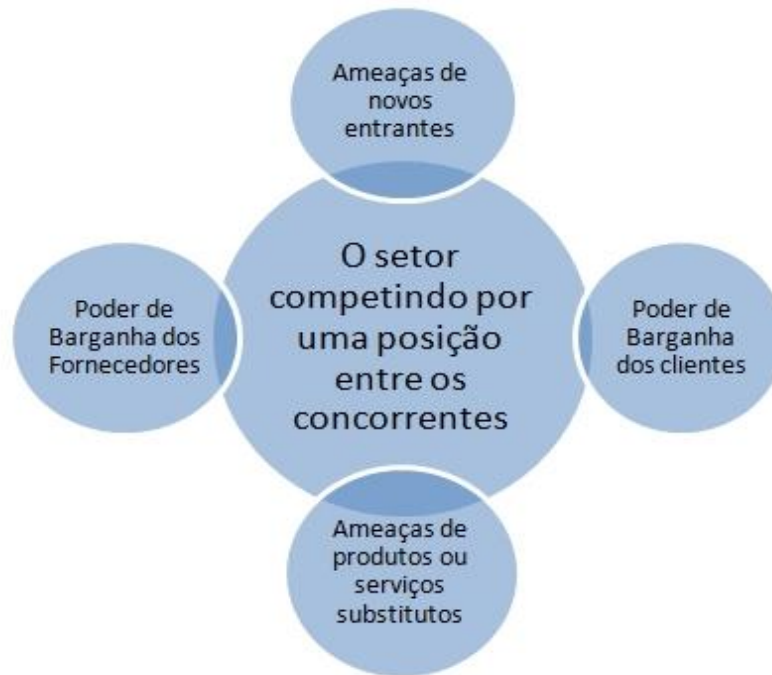 Ameaças de
novos
entrantes
O setor
competindo por
uma posição
entre os
concorrentes
Poder de
Barganha dos
Fornecedores
Poder de
Barganha
dos clientes
Ameaças de
produtos ou
serviços
substitutos